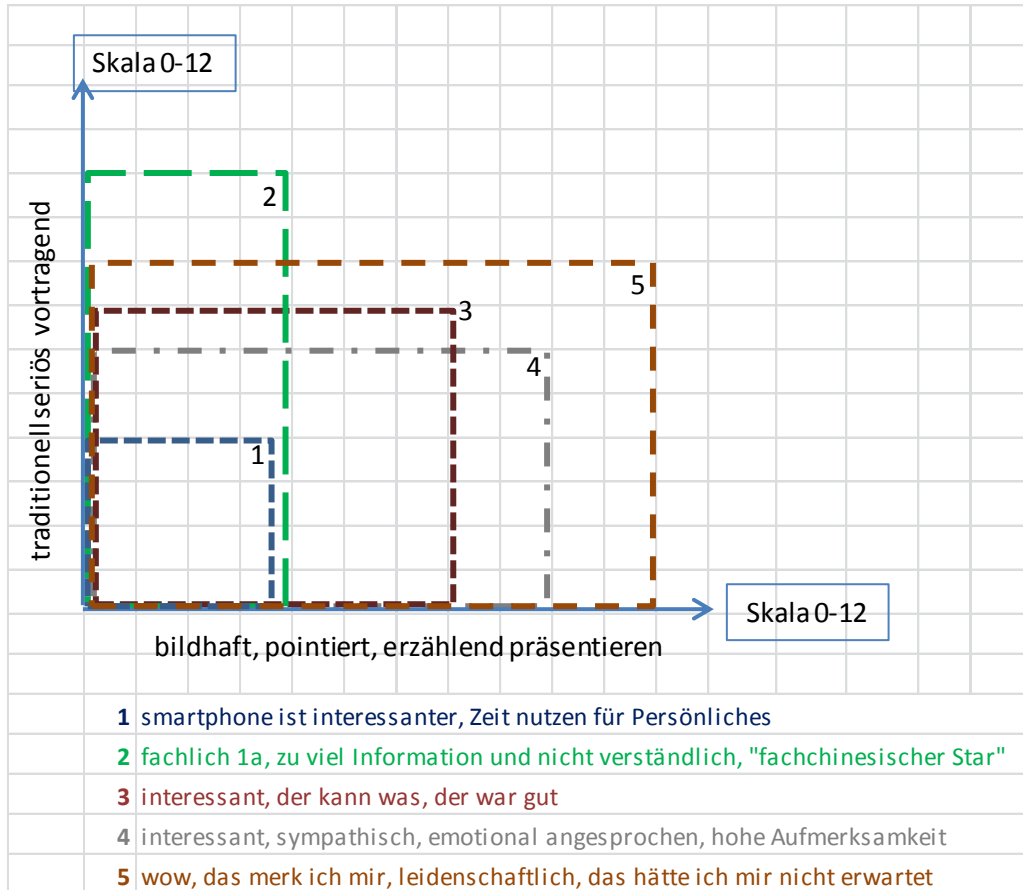 Skala 0-12
2
5
3
4
1
traditionell seriös vortragend
Skala 0-12
bildhaft, pointiert, erzählend präsentieren
1 smartphone ist interessanter, Zeit nutzen für Persönliches
2 fachlich 1a, zu viel Information und nicht verständlich, "fachchinesischer Star"
3 interessant, der kann was, der war gut
4 interessant, sympathisch, emotional angesprochen, hohe Aufmerksamkeit
5 wow, das merk ich mir, leidenschaftlich, das hätte ich mir nicht erwartet